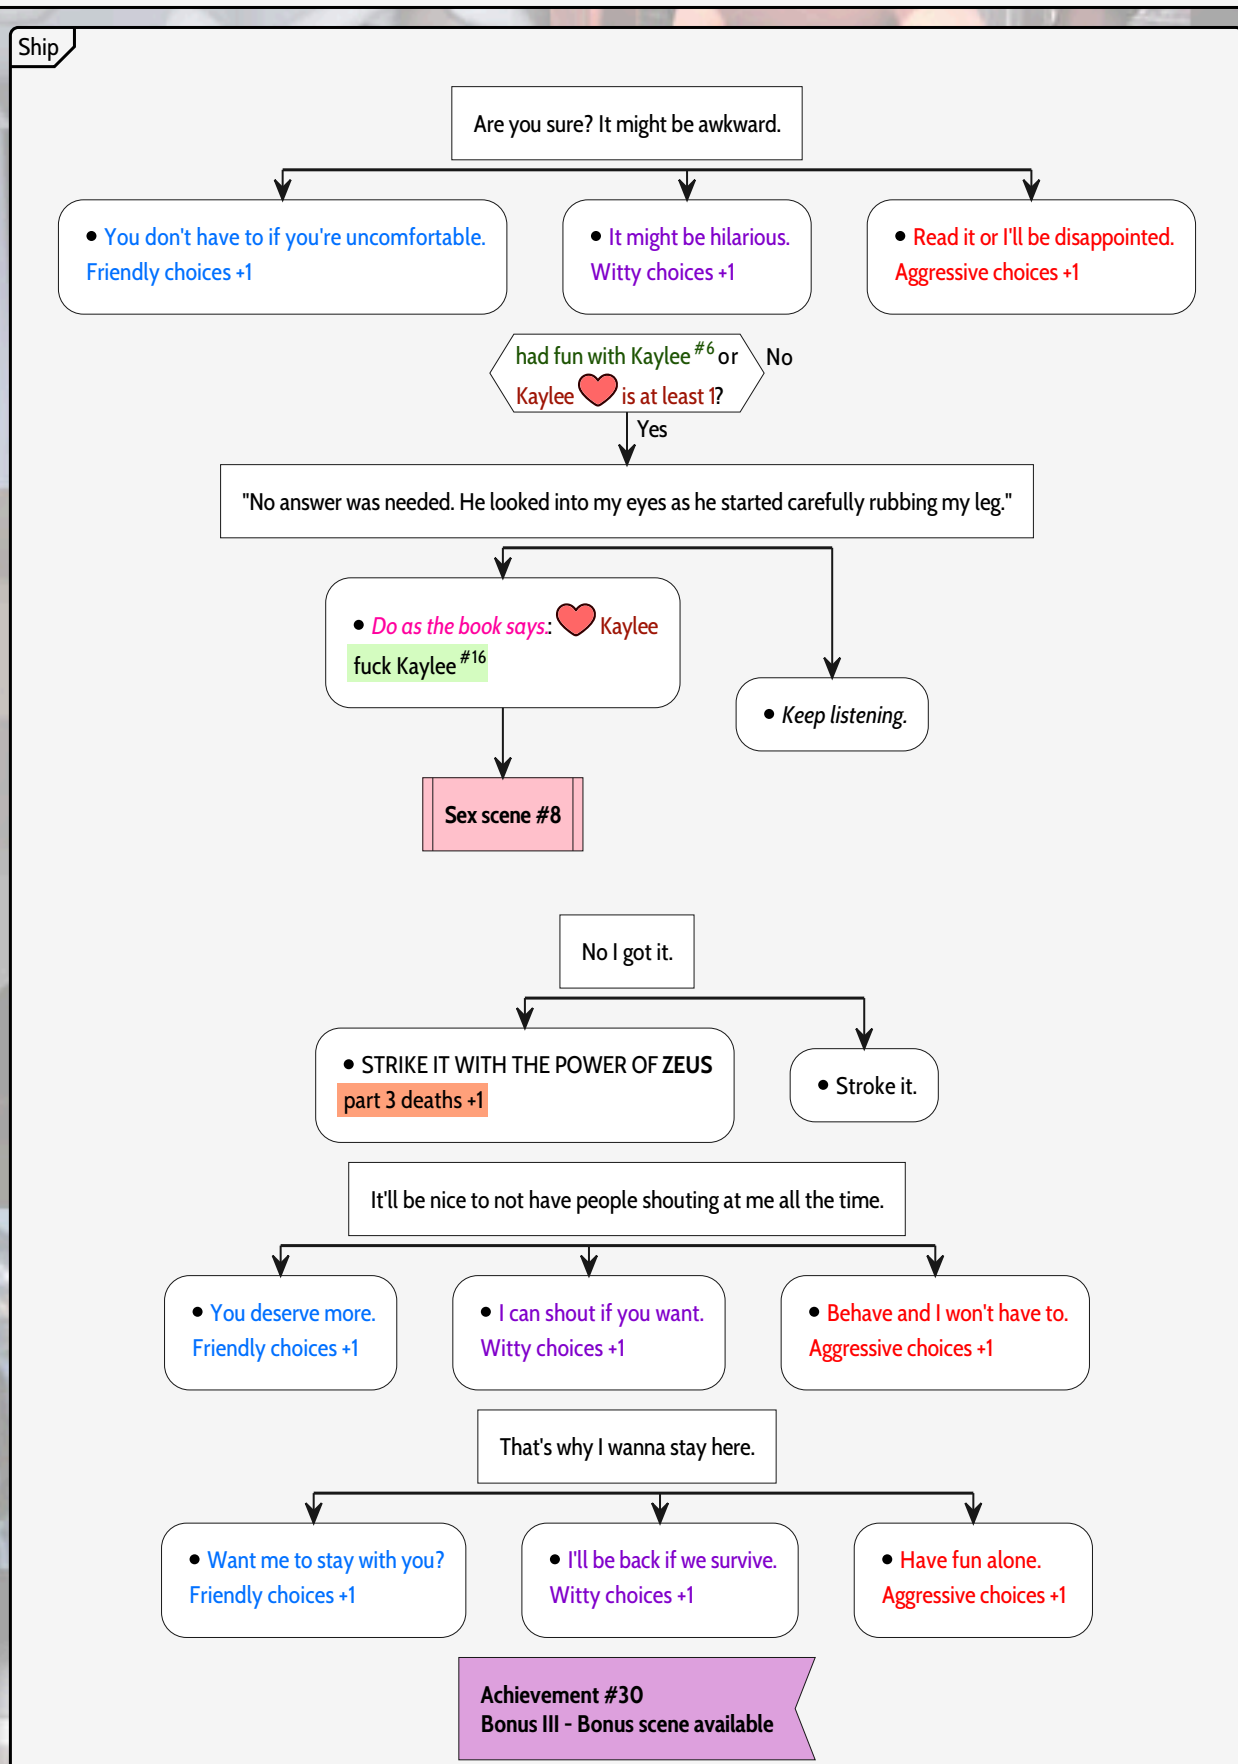 Ship
Are you sure? It might be awkward.
• You don't have to if you're uncomfortable.
Friendly choices +1
• It might be hilarious.
Witty choices +1
• Read it or I'll be disappointed.
Aggressive choices +1
had fun with Kaylee #6 or
Kaylee is at least 1?
No
Yes
"No answer was needed. He looked into my eyes as he started carefully rubbing my leg."
• Do as the book says.: Kaylee
fuck Kaylee #16
• Keep listening.
Sex scene #8
No I got it.
• STRIKE IT WITH THE POWER OF ZEUS
part 3 deaths +1
• Stroke it.
It'll be nice to not have people shouting at me all the time.
• You deserve more.
Friendly choices +1
• I can shout if you want.
Witty choices +1
• Behave and I won't have to.
Aggressive choices +1
That's why I wanna stay here.
• Want me to stay with you?
Friendly choices +1
• I'll be back if we survive.
Witty choices +1
• Have fun alone.
Aggressive choices +1
Achievement #30
Bonus III - Bonus scene available